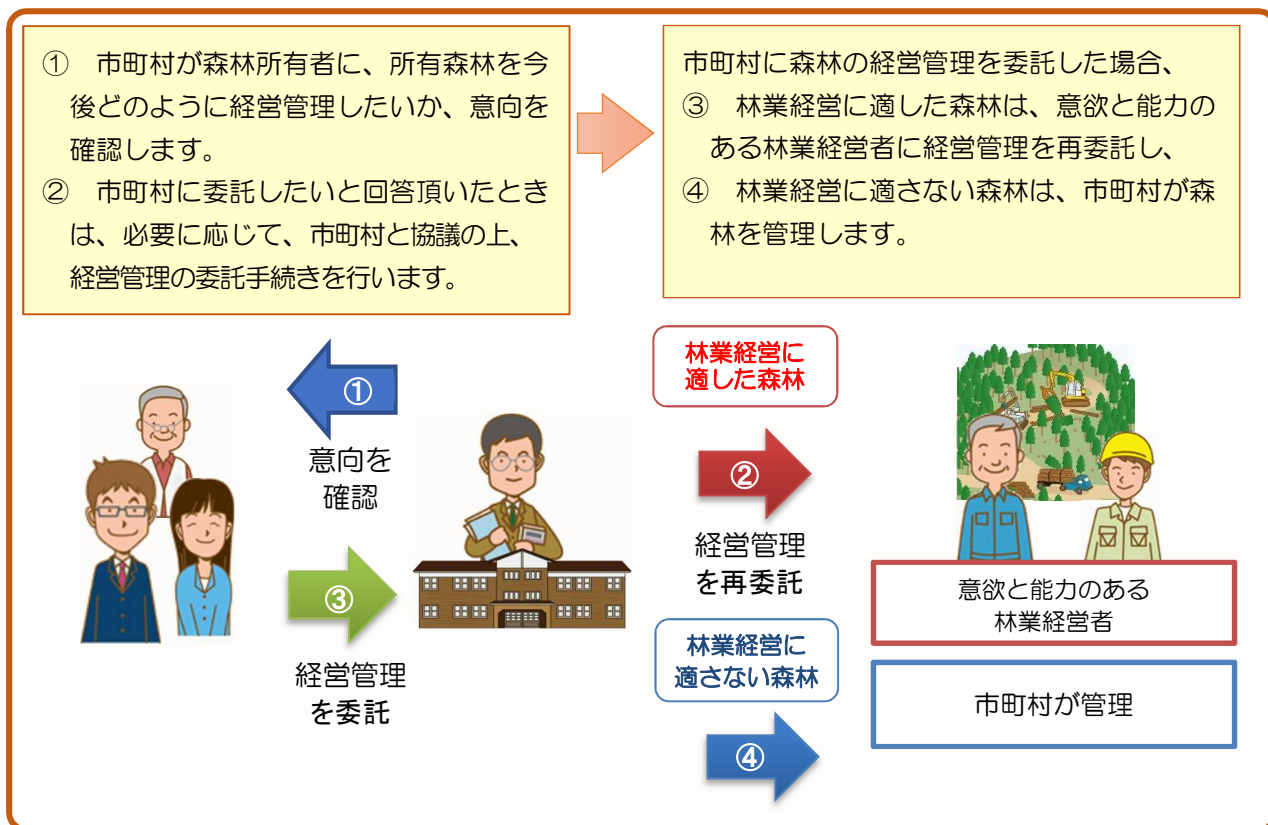 ① 市町村が森林所有者に、所有森林を今
後どのように経営管理したいか、意向を
確認します。
② 市町村に委託したいと回答頂いたとき
は、必要に応じて、市町村と協議の上、
経営管理の委託手続きを行います。
市町村に森林の経営管理を委託した場合、
③ 林業経営に適した森林は、意欲と能力の
ある林業経営者に経営管理を再委託し、
④ 林業経営に適さない森林は、市町村が森
林を管理します。
①
意向を
確認
③
経営管理
を委託
林業経営に
適した森林
②
経営管理
を再委託
林業経営に
適さない森林
④
意欲と能力のある
林業経営者
市町村が管理